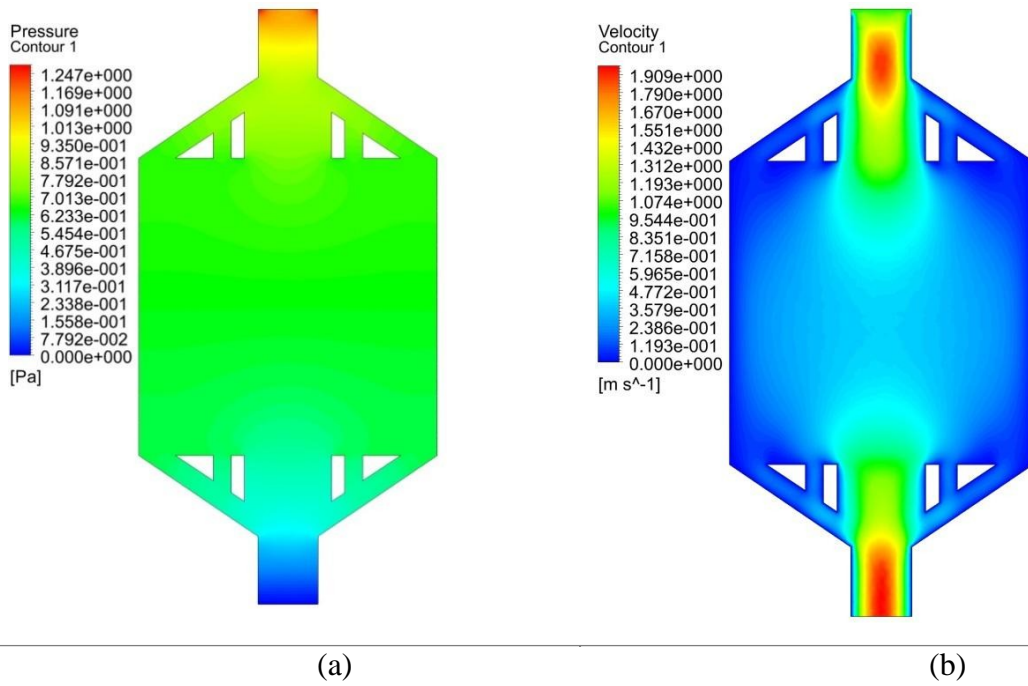 Pressure
Contour 1
1.247e+000
1.169e+000
1.091e+000
1.013e+000
9.350e-001
8.571e-001
7.792e-001
7.013e-001
6.233e-001
5.455e-001
4.675e-001
3.896e-001
3.117e-001
2.338e-001
1.558e-001
7.792e-002
0.000e+000
[Pa]
Velocity
Contour 1
1.909e+000
1.790e+000
1.670e+000
1.551e+000
1.432e+000
1.312e+000
1.193e+000
1.074e+000
9.544e-001
8.351e-001
7.158e-001
5.965e-001
4.772e-001
3.579e-001
2.386e-001
1.193e-001
0.000e+000
[m s^-1]
(a)
(b)